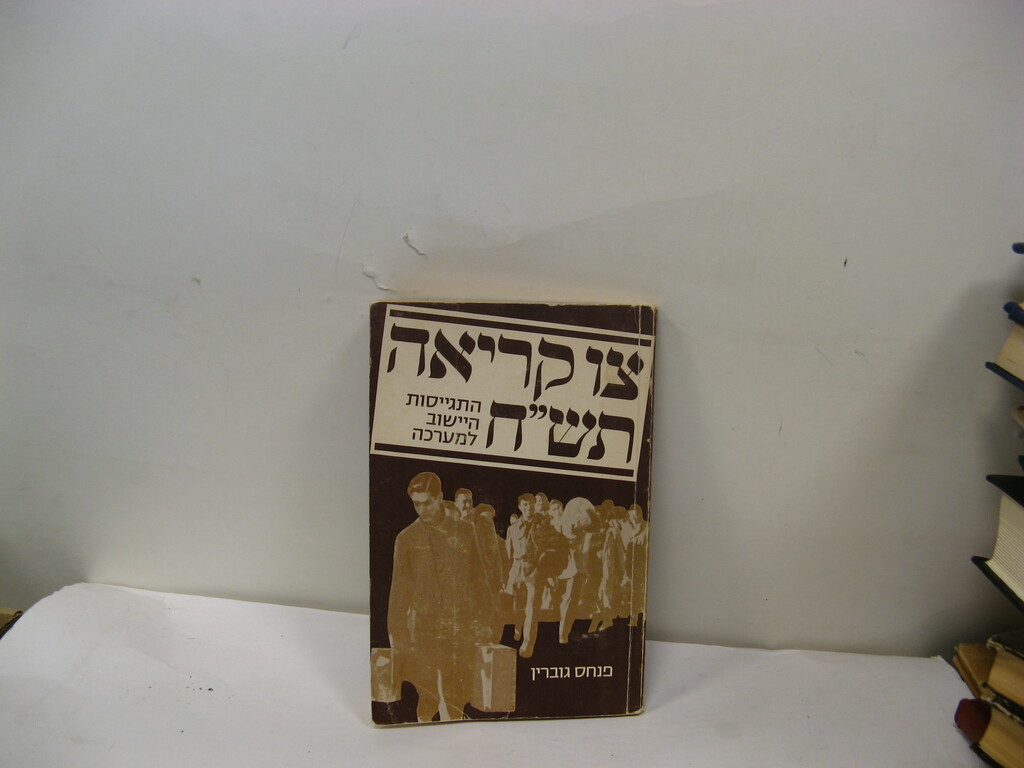 צו קריאה
תש"ח
התגייסות
היישוב
למערכה
פנחס גוברין